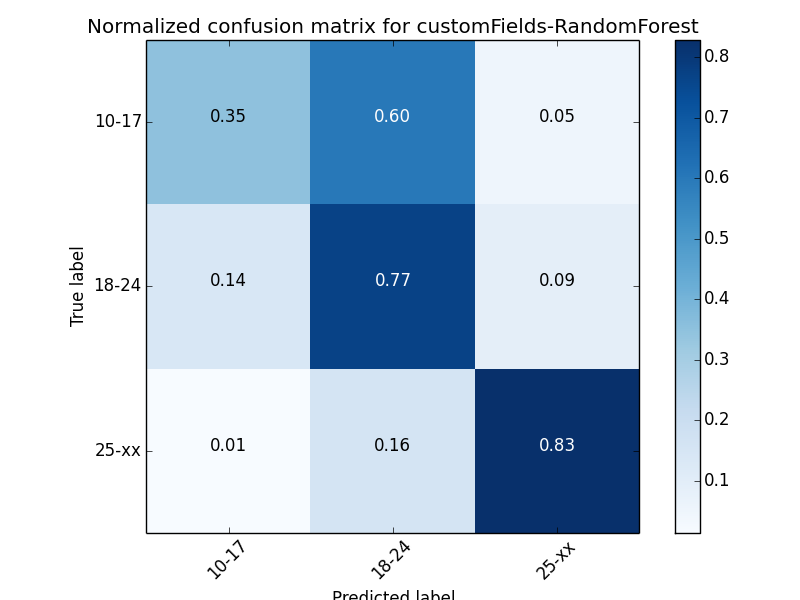 Normalized confusion matrix for customFields-RandomForest
0.8
10-17 0.35 0.60 0.05
0.7
0.6
0.5
True label
18-24 0.14 0.77 0.09
0.4
0.3
0.2
25-xx 0.01 0.16 0.83
0.1
10-17 18-24 25-xx
Predicted label